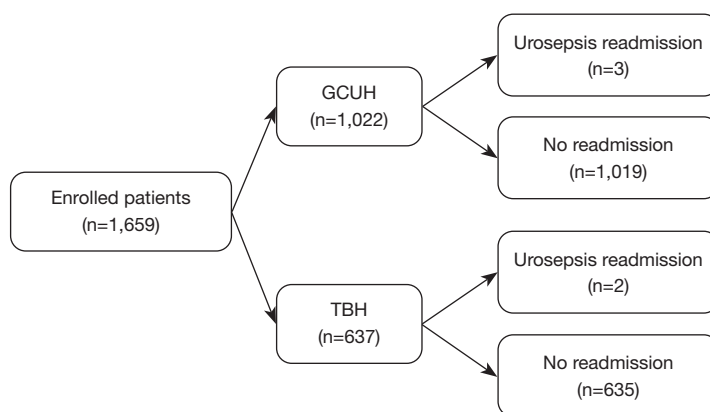 Urosepsis readmission
(n=3)
GCUH
(n=1,022)
No readmission
(n=1,019)
Enrolled patients
(n=1,659)
Urosepsis readmission
(n=2)
TBH
(n=637)
No readmission
(n=635)